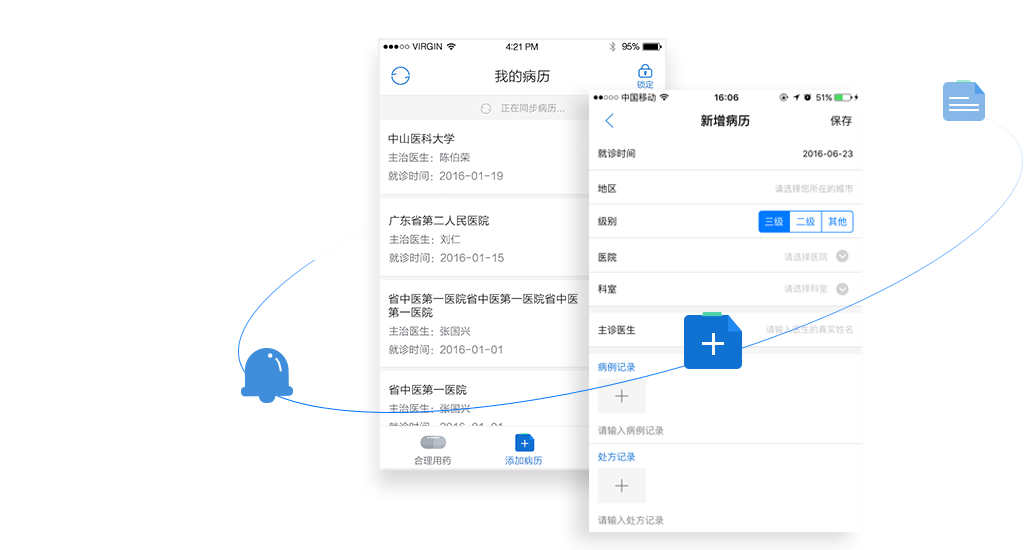 VIRGIN 4:21 PM 95%
我的病历
锁定
正在同步病历...
中山医科大学
主治医生：陈伯荣
就诊时间：2016-01-19
广东省第二人民医院
主治医生：刘仁
就诊时间：2016-01-15
省中医第一医院省中医第一医院省中医
第一医院
主治医生：张国兴
就诊时间：2016-01-01
省中医第一医院
主治医生：张国兴
就诊时间：2016-01-01
合理用药
添加病历
中国移动 16:06 51%
新增病历
保存
就诊时间 2016-06-23
地区 请选择您所在的城市
级别 三级 二级 其他
医院 请选择医院
科室 请选择科室
主诊医生 请输入医生的真实姓名
病例记录
请输入病例记录
处方记录
请输入处方记录